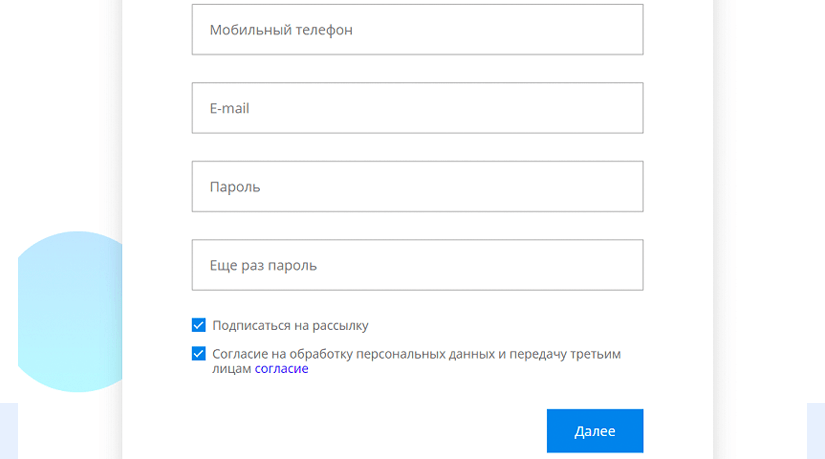 Мобильный телефон
E-mail
Пароль
Еще раз пароль
Подписаться на рассылку
Согласие на обработку персональных данных и передачу третьим
лицам согласие
Далее